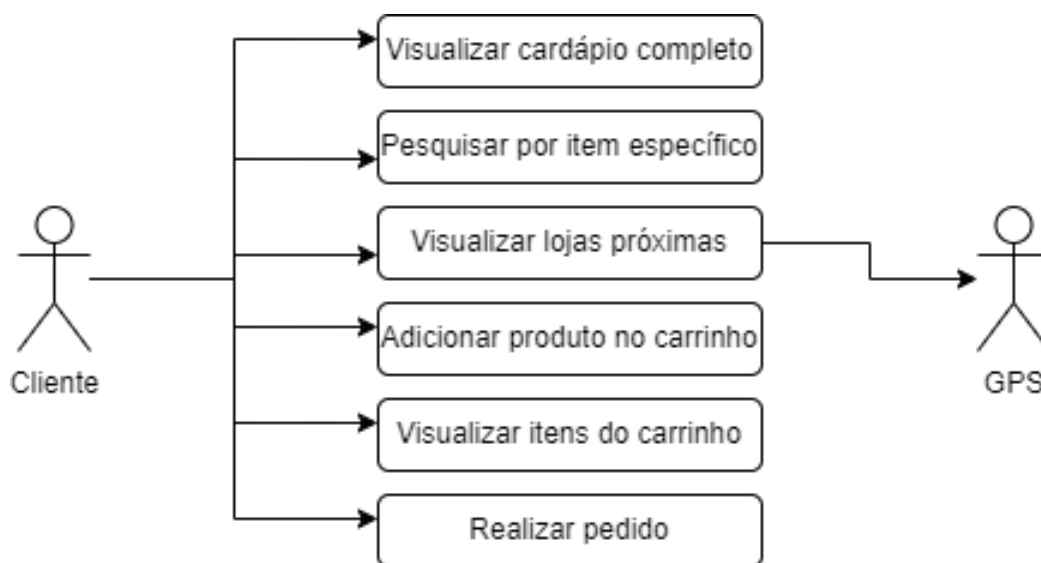 Visualizar cardápio completo
Pesquisar por item específico
Visualizar lojas próximas
Adicionar produto no carrinho
Cliente
GPS
Visualizar itens do carrinho
Realizar pedido